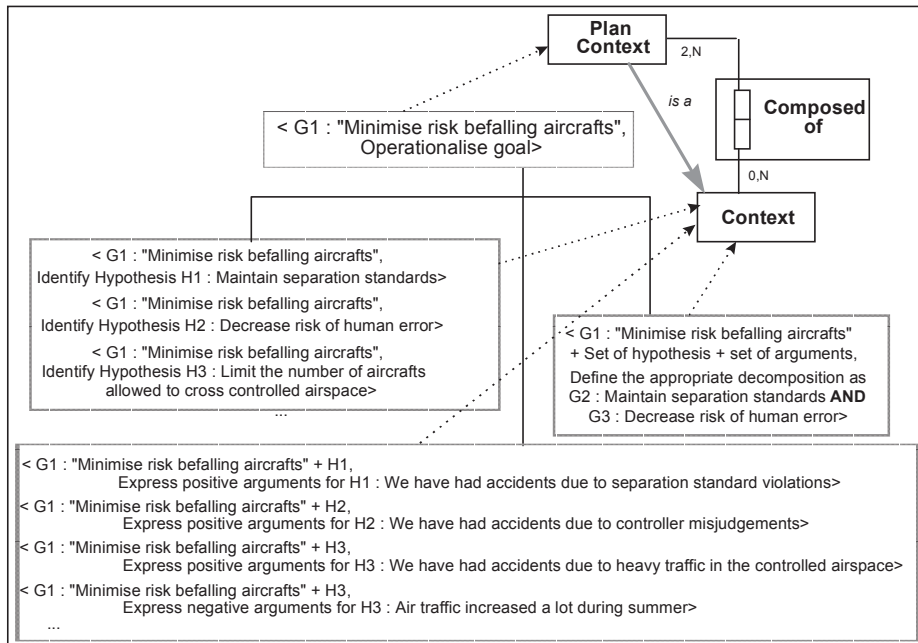 Plan
Context
2,N
is a
Composed
of
< G1 : "Minimise risk befalling aircrafts",
Operationalise goal>
0,N
Context
< G1 : "Minimise risk befalling aircrafts",
Identify Hypothesis H1 : Maintain separation standards>
< G1 : "Minimise risk befalling aircrafts",
Identify Hypothesis H2 : Decrease risk of human error>
< G1 : "Minimise risk befalling aircrafts",
Identify Hypothesis H3 : Limit the number of aircrafts
allowed to cross controlled airspace>
...
< G1 : "Minimise risk befalling aircrafts"
+ Set of hypothesis + set of arguments,
Define the appropriate decomposition as
G2 : Maintain separation standards AND
G3 : Decrease risk of human error>
< G1 : "Minimise risk befalling aircrafts" + H1,
Express positive arguments for H1 : We have had accidents due to separation standard violations>
< G1 : "Minimise risk befalling aircrafts" + H2,
Express positive arguments for H2 : We have had accidents due to controller misjudgements>
< G1 : "Minimise risk befalling aircrafts" + H3,
Express positive arguments for H3 : We have had accidents due to heavy traffic in the controlled airspace>
< G1 : "Minimise risk befalling aircrafts" + H3,
Express negative arguments for H3 : Air traffic increased a lot during summer>
...